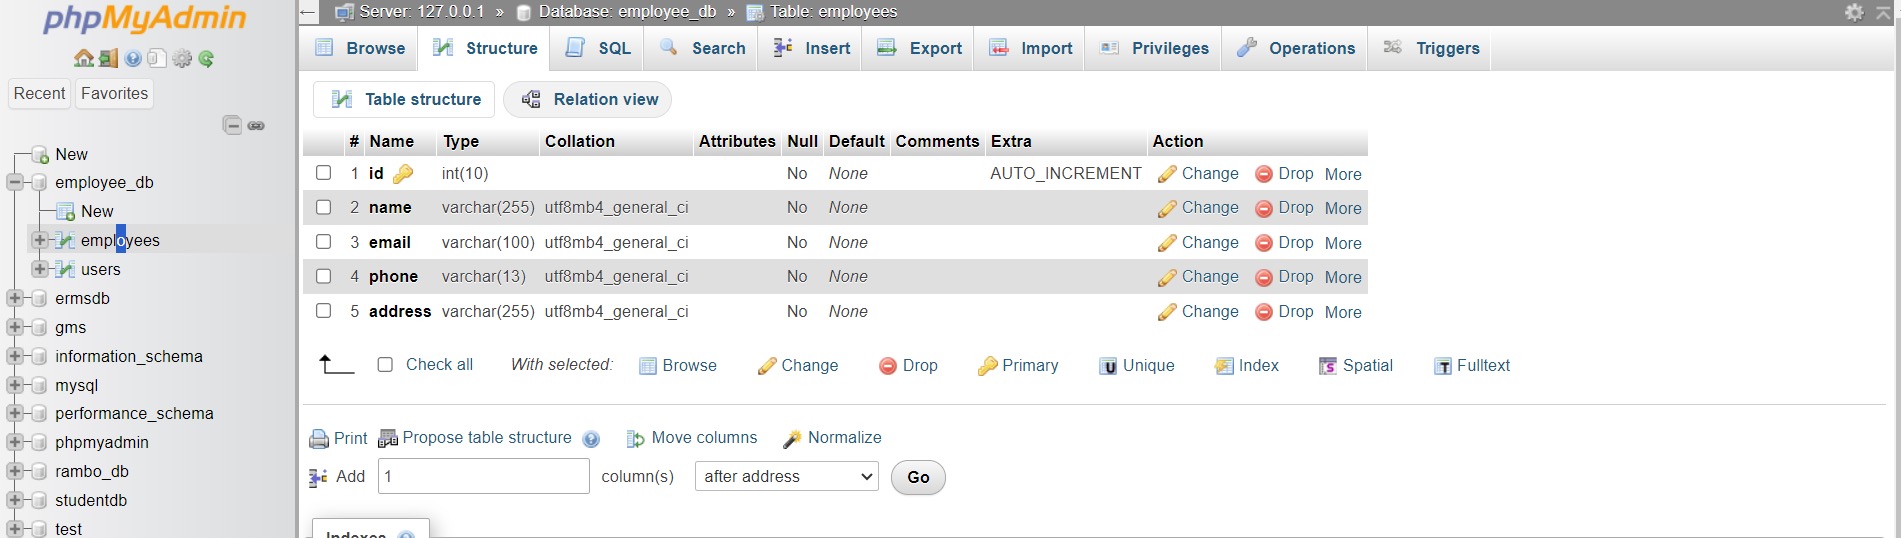 phpMyAdmin
Recent Favorites
New
employee_db
New
employees
users
ermsdb
gms
information_schema
mysql
performance_schema
phpmyadmin
rambo_db
studentdb
test
Server: 127.0.0.1 » Database: employee_db » Table: employees
Browse Structure SQL Search Insert Export Import Privileges Operations Triggers
Table structure Relation view
# Name Type Collation Attributes Null Default Comments Extra Action
1 id int(10) No None AUTO_INCREMENT Change Drop More
2 name varchar(255) utf8mb4_general_ci No None Change Drop More
3 email varchar(100) utf8mb4_general_ci No None Change Drop More
4 phone varchar(13) utf8mb4_general_ci No None Change Drop More
5 address varchar(255) utf8mb4_general_ci No None Change Drop More
Check all With selected: Browse Change Drop Primary Unique Index Spatial Fulltext
Print Propose table structure Move columns Normalize
Add 1 column(s) after address Go
Indexes